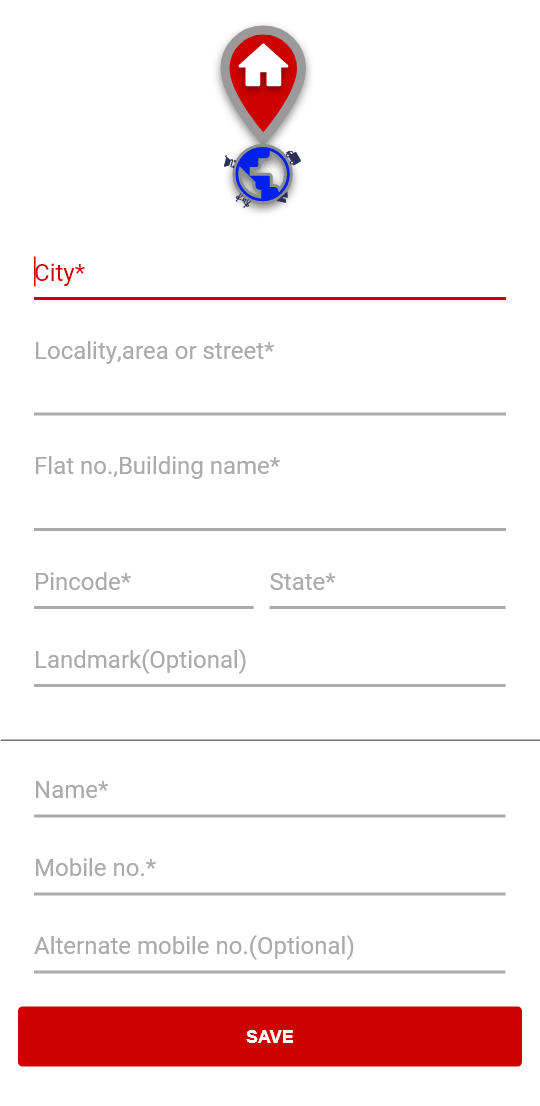 City*
Locality,area or street*
Flat no.,Building name*
Pincode* State*
Landmark(Optional)
Name*
Mobile no.*
Alternate mobile no.(Optional)
SAVE